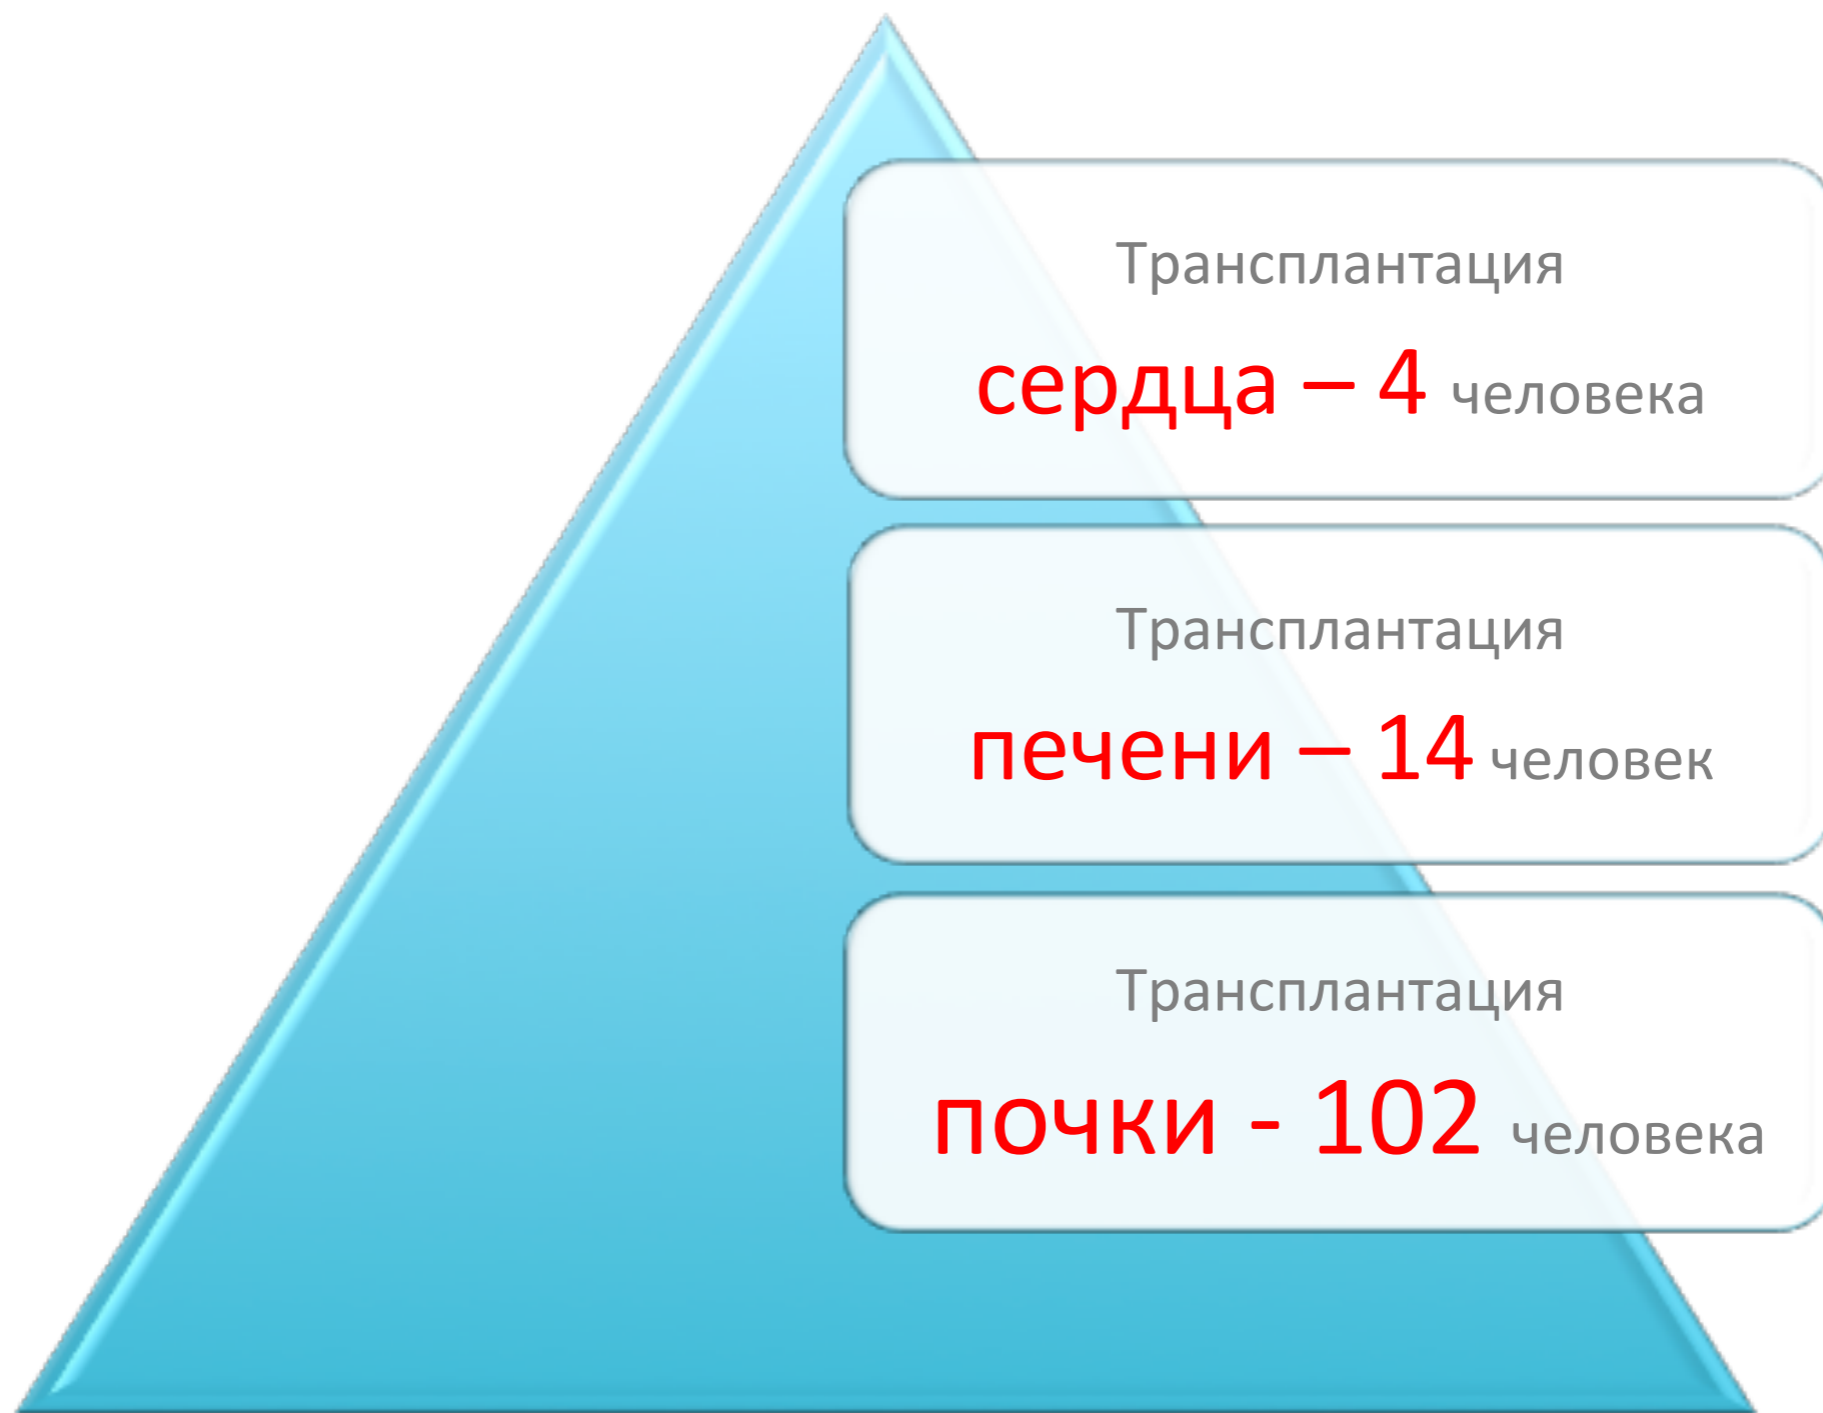 Трансплантация
сердца – 4 человека
Трансплантация
печени – 14 человек
Трансплантация
почки - 102 человека